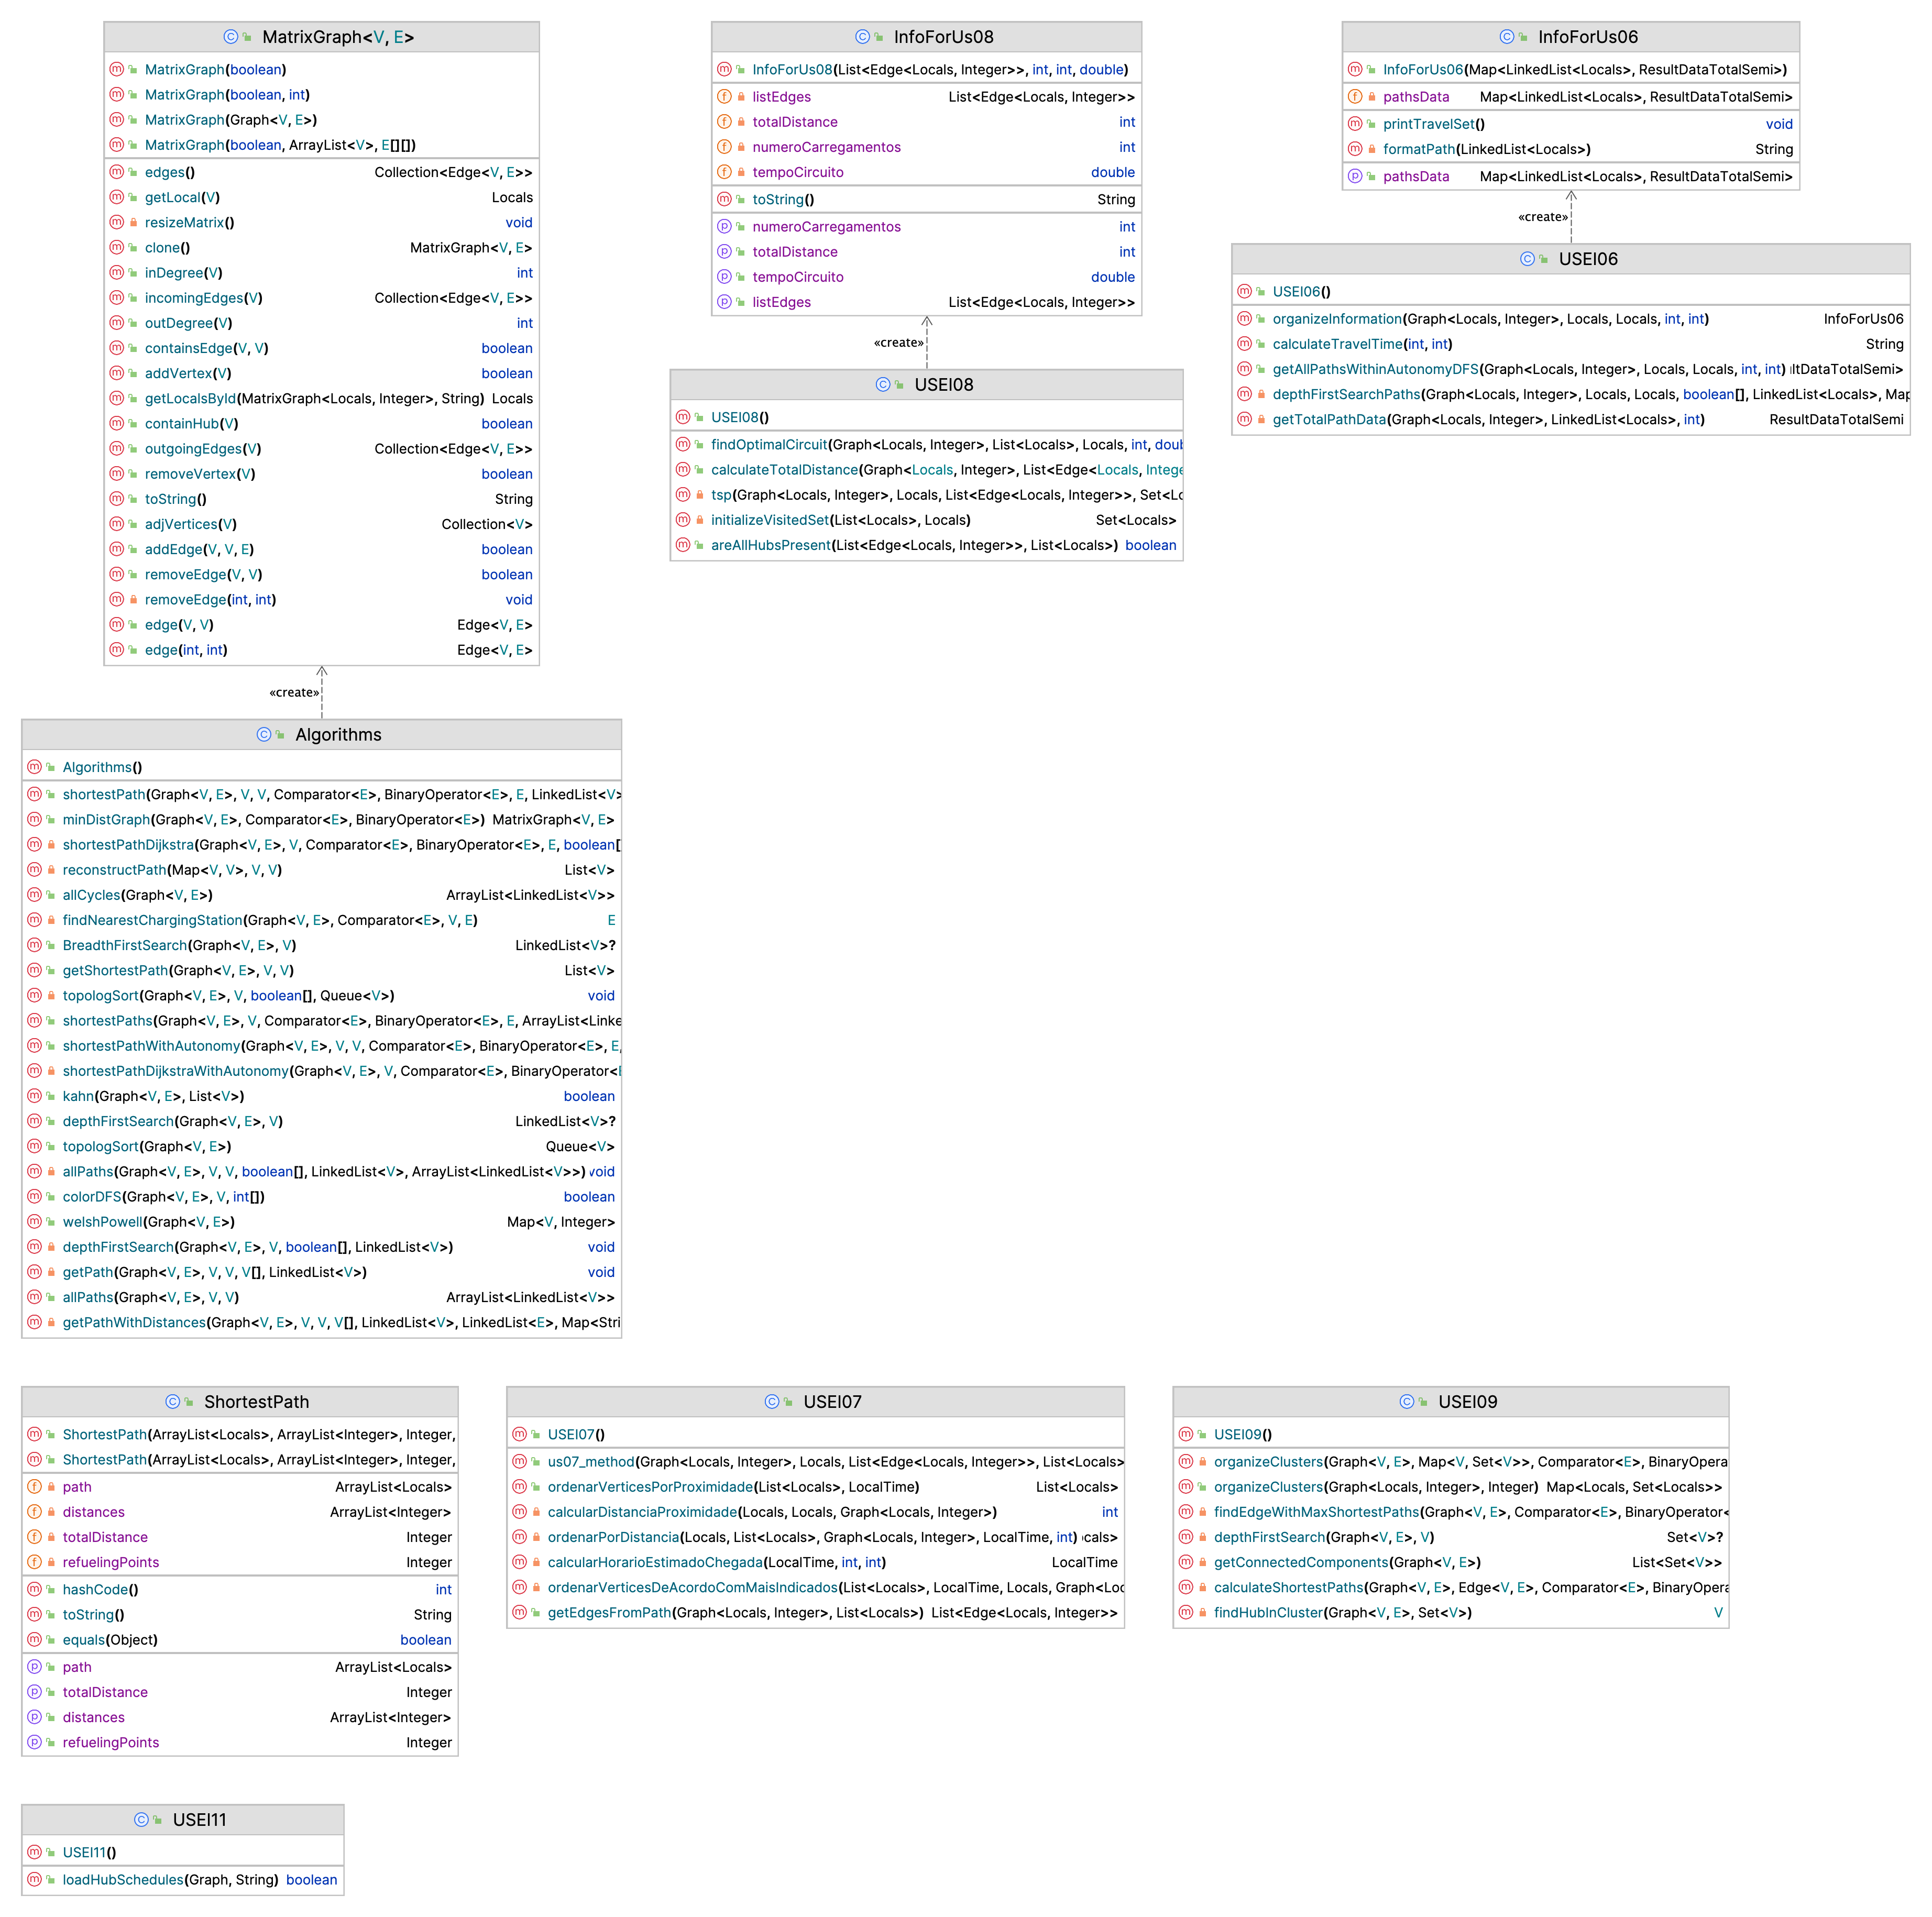 MatrixGraph<V, E>
MatrixGraph(boolean)
MatrixGraph(boolean, int)
MatrixGraph(Graph<V, E>)
MatrixGraph(boolean, ArrayList<V>, E[][])
edges() Collection<Edge<V, E>>
getLocal(V) Locals
resizeMatrix() void
clone() MatrixGraph<V, E>
inDegree(V) int
incomingEdges(V) Collection<Edge<V, E>>
outDegree(V) int
containsEdge(V, V) boolean
addVertex(V) boolean
getLocalsById(MatrixGraph<Locals, Integer>, String) Locals
containHub(V) boolean
outgoingEdges(V) Collection<Edge<V, E>>
removeVertex(V) boolean
toString() String
adjVertices(V) Collection<V>
addEdge(V, V, E) boolean
removeEdge(V, V) boolean
removeEdge(int, int) void
edge(V, V) Edge<V, E>
edge(int, int) Edge<V, E>
«create»
InfoForUs08
InfoForUs08(List<Edge<Locals, Integer>>, int, int, double)
listEdges List<Edge<Locals, Integer>>
totalDistance int
numeroCarregamentos int
tempoCircuito double
toString() String
numeroCarregamentos int
totalDistance int
tempoCircuito double
listEdges List<Edge<Locals, Integer>>
«create»
USEI08
USEI08()
findOptimalCircuit(Graph<Locals, Integer>, List<Locals>, Locals, int, doub
calculateTotalDistance(Graph<Locals, Integer>, List<Edge<Locals, Intege
tsp(Graph<Locals, Integer>, Locals, List<Edge<Locals, Integer>>, Set<Lo
initializeVisitedSet(List<Locals>, Locals) Set<Locals>
areAllHubsPresent(List<Edge<Locals, Integer>>, List<Locals>) boolean
InfoForUs06
InfoForUs06(Map<LinkedList<Locals>, ResultDataTotalSemi>)
pathsData Map<LinkedList<Locals>, ResultDataTotalSemi>
printTravelSet() void
formatPath(LinkedList<Locals>) String
pathsData Map<LinkedList<Locals>, ResultDataTotalSemi>
«create»
USEI06
USEI06()
organizeInformation(Graph<Locals, Integer>, Locals, Locals, int, int) InfoForUs06
calculateTravelTime(int, int) String
getAllPathsWithinAutonomyDFS(Graph<Locals, Integer>, Locals, Locals, int, int) ltDataTotalSemi>
depthFirstSearchPaths(Graph<Locals, Integer>, Locals, Locals, boolean[], LinkedList<Locals>, Map
getTotalPathData(Graph<Locals, Integer>, LinkedList<Locals>, int) ResultDataTotalSemi
Algorithms
Algorithms()
shortestPath(Graph<V, E>, V, V, Comparator<E>, BinaryOperator<E>, E, LinkedList<V>
minDistGraph(Graph<V, E>, Comparator<E>, BinaryOperator<E>) MatrixGraph<V, E>
shortestPathDijkstra(Graph<V, E>, V, Comparator<E>, BinaryOperator<E>, E, boolean[
reconstructPath(Map<V, V>, V, V) List<V>
allCycles(Graph<V, E>) ArrayList<LinkedList<V>>
findNearestChargingStation(Graph<V, E>, Comparator<E>, V, E) E
BreadthFirstSearch(Graph<V, E>, V) LinkedList<V>?
getShortestPath(Graph<V, E>, V, V) List<V>
topologSort(Graph<V, E>, V, boolean[], Queue<V>) void
shortestPaths(Graph<V, E>, V, Comparator<E>, BinaryOperator<E>, E, ArrayList<Linke
shortestPathWithAutonomy(Graph<V, E>, V, V, Comparator<E>, BinaryOperator<E>, E,
shortestPathDijkstraWithAutonomy(Graph<V, E>, V, Comparator<E>, BinaryOperator<E
kahn(Graph<V, E>, List<V>) boolean
depthFirstSearch(Graph<V, E>, V) LinkedList<V>?
topologSort(Graph<V, E>) Queue<V>
allPaths(Graph<V, E>, V, V, boolean[], LinkedList<V>, ArrayList<LinkedList<V>>) void
colorDFS(Graph<V, E>, V, int[]) boolean
welshPowell(Graph<V, E>) Map<V, Integer>
depthFirstSearch(Graph<V, E>, V, boolean[], LinkedList<V>) void
getPath(Graph<V, E>, V, V, V[], LinkedList<V>) void
allPaths(Graph<V, E>, V, V) ArrayList<LinkedList<V>>
getPathWithDistances(Graph<V, E>, V, V, V[], LinkedList<V>, LinkedList<E>, Map<Stri
ShortestPath
ShortestPath(ArrayList<Locals>, ArrayList<Integer>, Integer,
ShortestPath(ArrayList<Locals>, ArrayList<Integer>, Integer,
path ArrayList<Locals>
distances ArrayList<Integer>
totalDistance Integer
refuelingPoints Integer
hashCode() int
toString() String
equals(Object) boolean
path ArrayList<Locals>
totalDistance Integer
distances ArrayList<Integer>
refuelingPoints Integer
USEI07
USEI07()
us07_method(Graph<Locals, Integer>, Locals, List<Edge<Locals, Integer>>, List<Locals>
ordenarVerticesPorProximidade(List<Locals>, LocalTime) List<Locals>
calcularDistanciaProximidade(Locals, Locals, Graph<Locals, Integer>) int
ordenarPorDistancia(Locals, List<Locals>, Graph<Locals, Integer>, LocalTime, int) cals>
calcularHorarioEstimadoChegada(LocalTime, int, int) LocalTime
ordenarVerticesDeAcordoComMaisIndicados(List<Locals>, LocalTime, Locals, Graph<Loc
getEdgesFromPath(Graph<Locals, Integer>, List<Locals>) List<Edge<Locals, Integer>>
USEI09
USEI09()
organizeClusters(Graph<V, E>, Map<V, Set<V>>, Comparator<E>, BinaryOpera
organizeClusters(Graph<Locals, Integer>, Integer) Map<Locals, Set<Locals>>
findEdgeWithMaxShortestPaths(Graph<V, E>, Comparator<E>, BinaryOperator<
depthFirstSearch(Graph<V, E>, V) Set<V>?
getConnectedComponents(Graph<V, E>) List<Set<V>>
calculateShortestPaths(Graph<V, E>, Edge<V, E>, Comparator<E>, BinaryOpera
findHubInCluster(Graph<V, E>, Set<V>) V
USEI11
USEI11()
loadHubSchedules(Graph, String) boolean